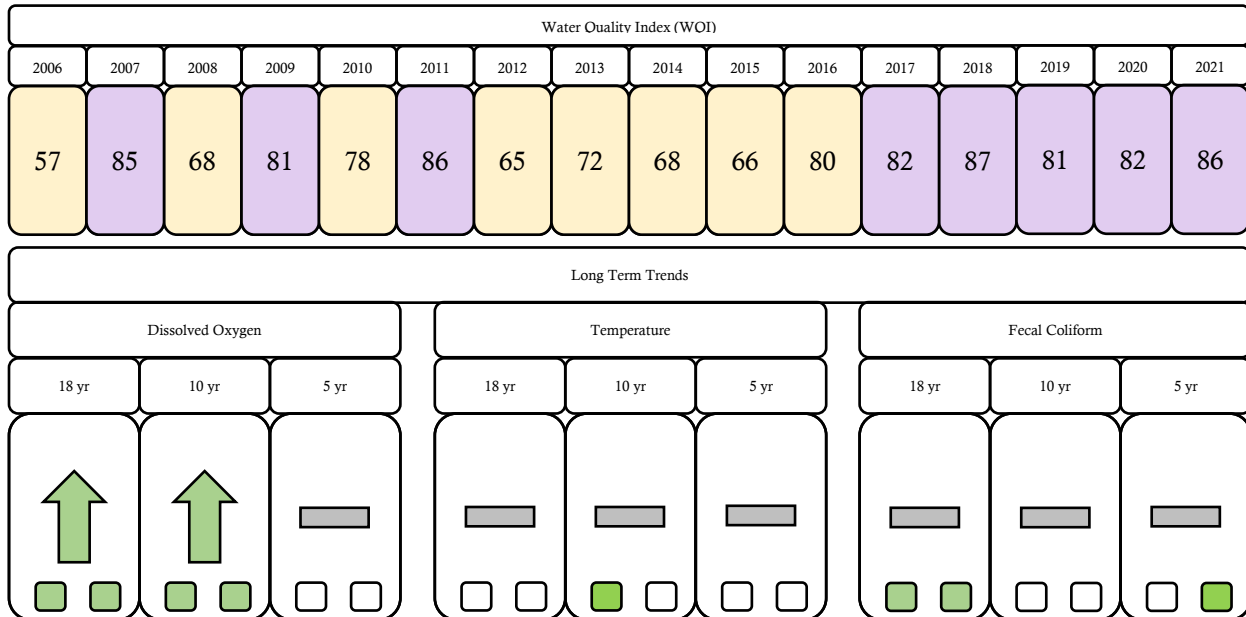 Water Quality Index (WQI)
2006 2007 2008 2009 2010 2011 2012 2013 2014 2015 2016 2017 2018 2019 2020 2021
57 85 68 81 78 86 65 72 68 66 80 82 87 81 82 86
Long Term Trends
Dissolved Oxygen Temperature Fecal Coliform
18 yr 10 yr 5 yr 18 yr 10 yr 5 yr 18 yr 10 yr 5 yr